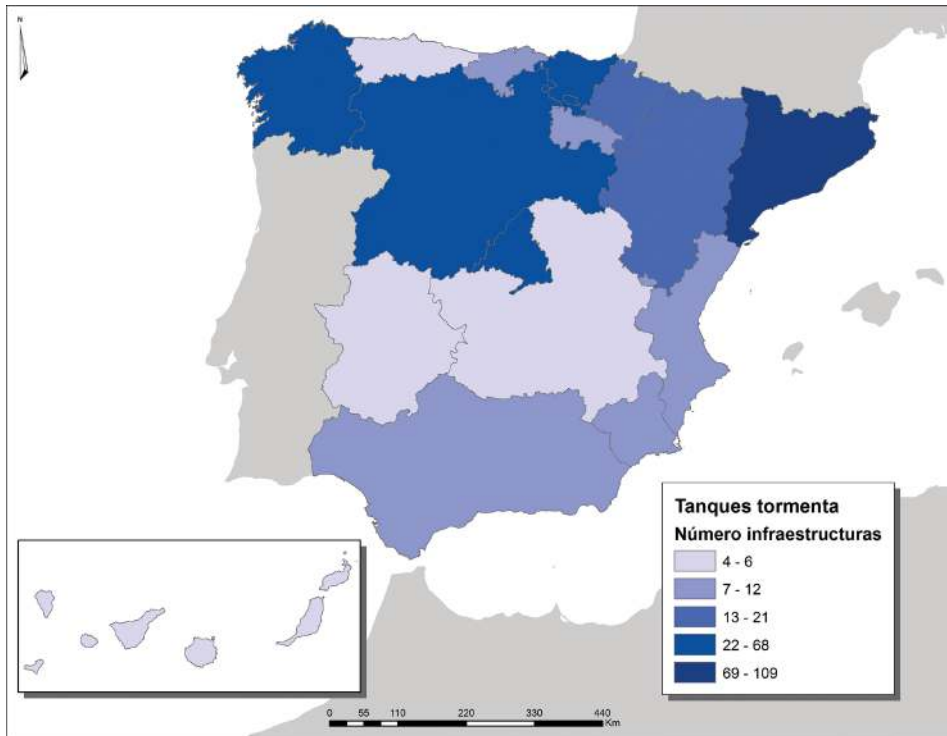 N
Tanques tormenta
Número infraestructuras
4 - 6
7 - 12
13 - 21
22 - 68
69 - 109
0 55 110 220 330 440
Km